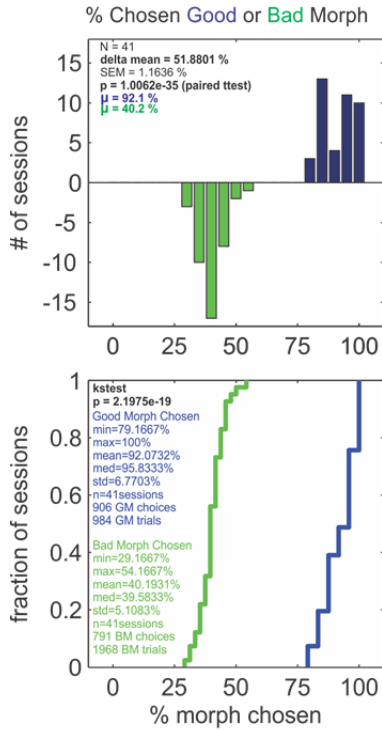 % Chosen Good or Bad Morph
N = 41
delta mean = 51.8801 %
SEM = 1.1636 %
p = 1.0062e-35 (paired ttest)
μ = 92.1 %
μ = 40.2 %
# of sessions
15
10
5
0
-5
-10
-15
0
25
50
75
100
fraction of sessions
1
0.8
0.6
0.4
0.2
0
kstest
p = 2.1975e-19
Good Morph Chosen
min=79.1667%
max=100%
mean=92.0732%
med=95.8333%
std=6.7703%
n=41sessions
906 GM choices
984 GM trials
Bad Morph Chosen
min=29.1667%
max=54.1667%
mean=40.1931%
med=39.5833%
std=5.1083%
n=41sessions
791 BM choices
1968 BM trials
0
25
50
75
100
% morph chosen